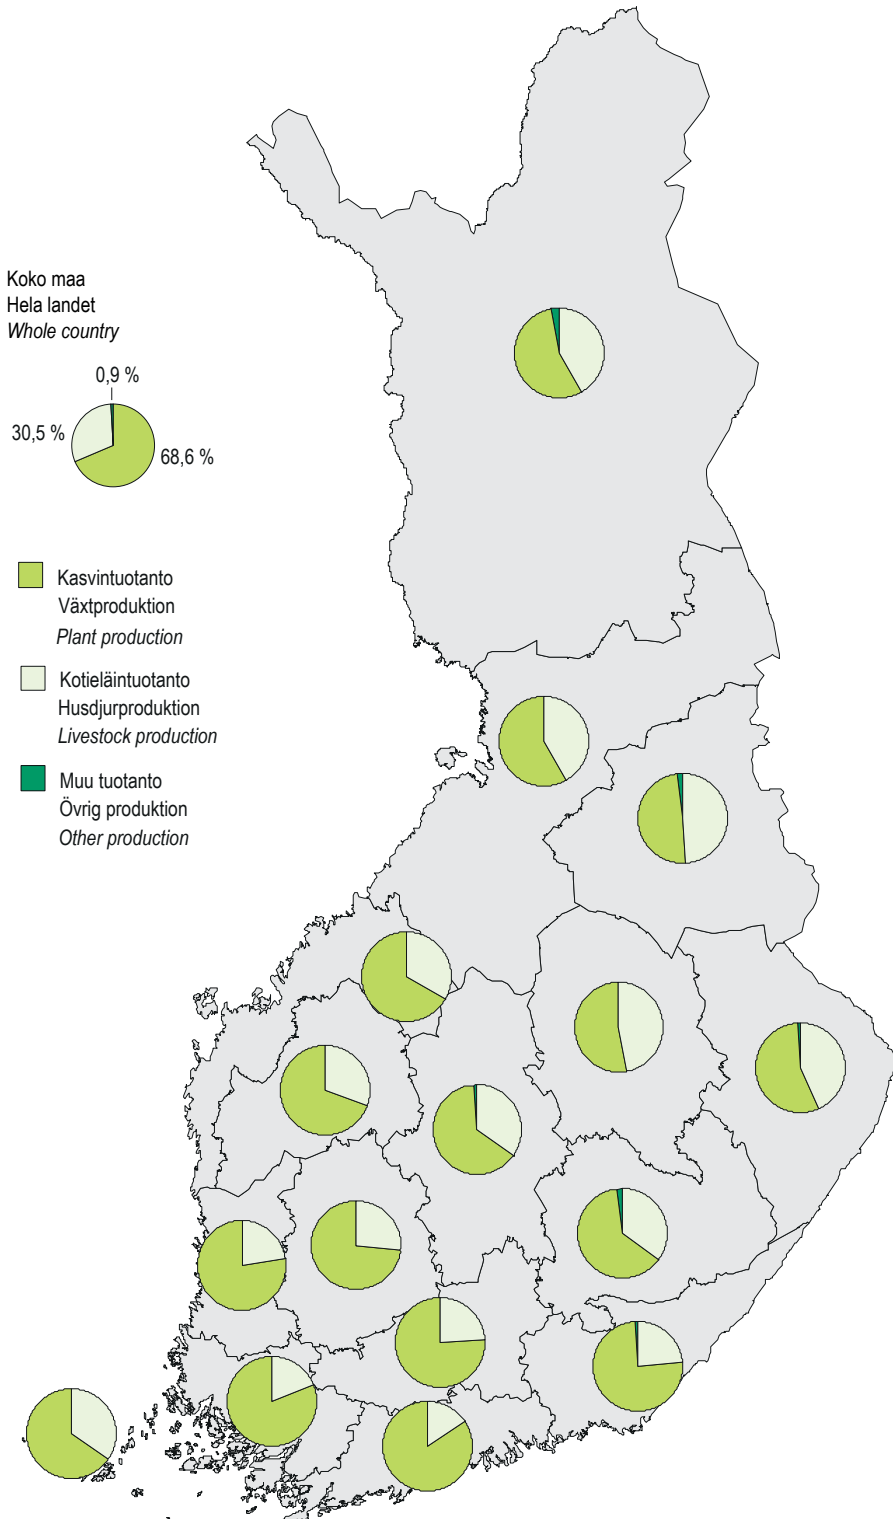 Koko maa
Hela landet
Whole country
0,9 %
30,5 %
68,6 %
Kasvintuotanto
Växtproduktion
Plant production
Kotieläintuotanto
Husdjurproduktion
Livestock production
Muu tuotanto
Övrig produktion
Other production